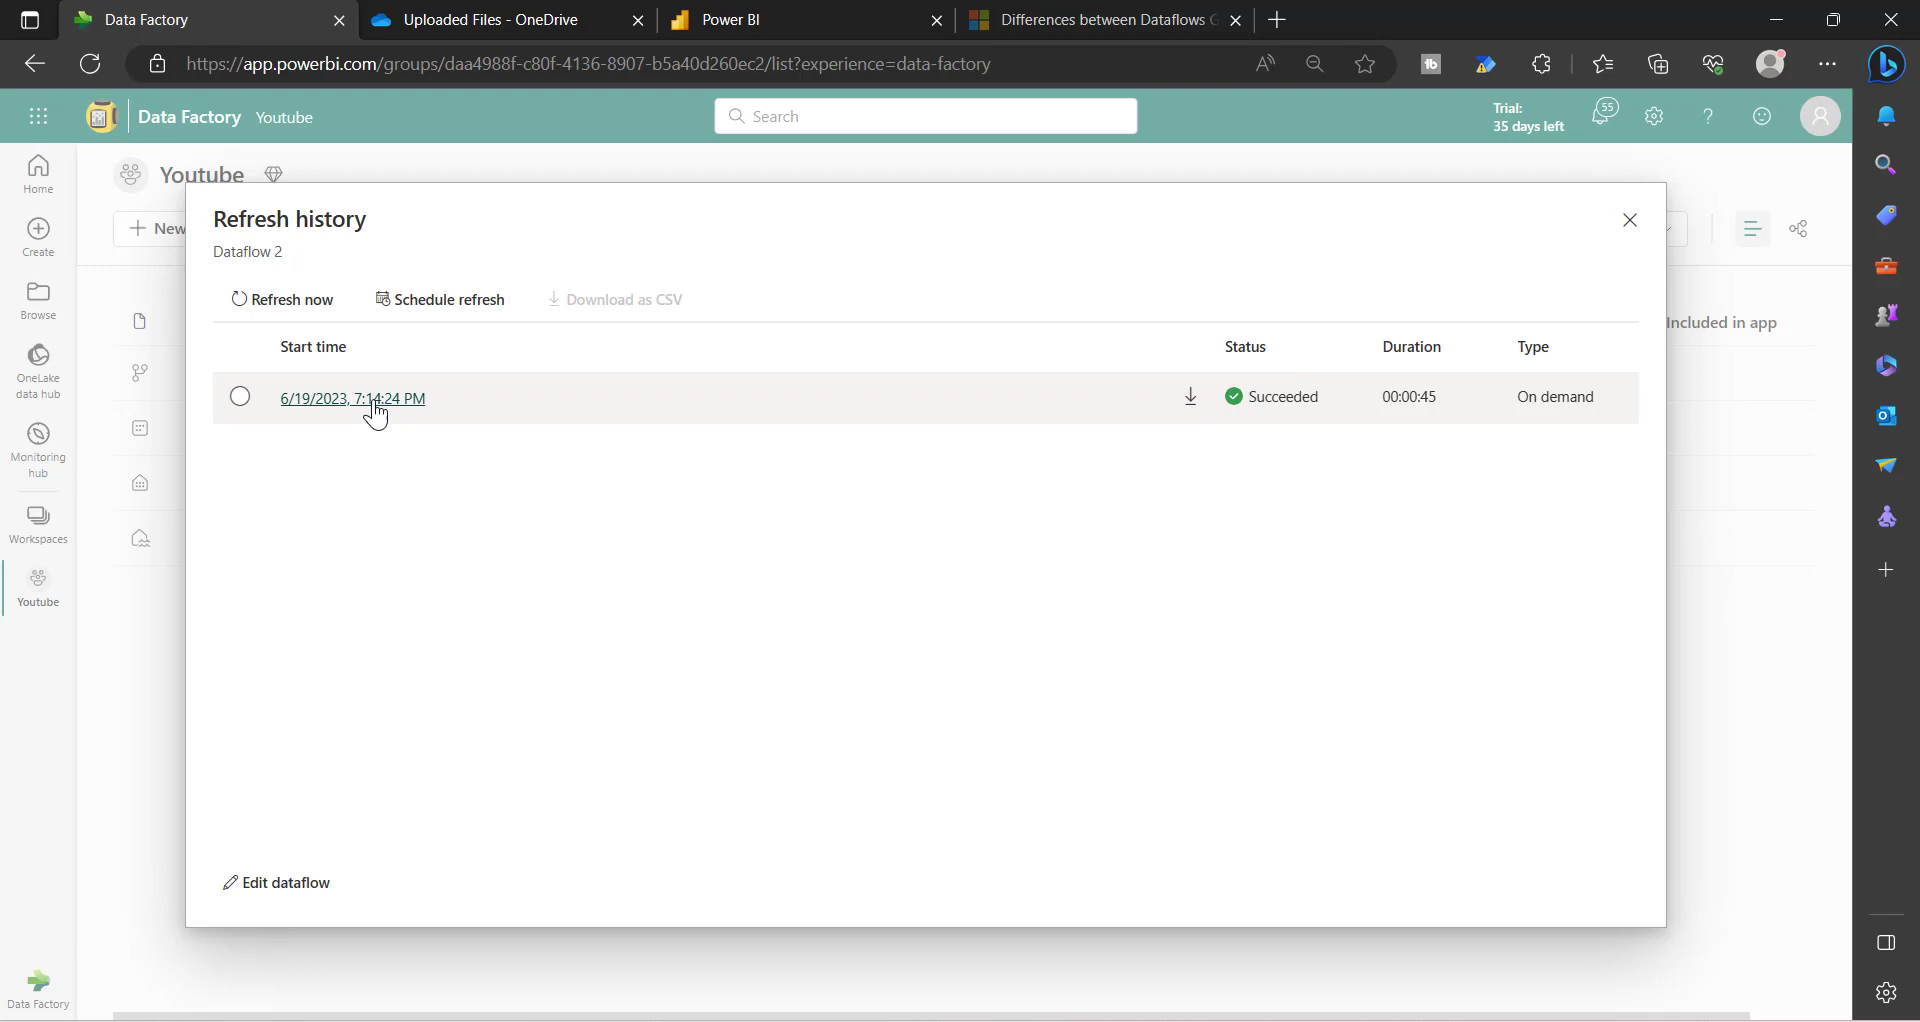 Data Factory
Uploaded Files - OneDrive
Power BI
Differences between Dataflows G
https://app.powerbi.com/groups/daa4988f-c80f-4136-8907-b5a40d260ec2/list?experience=data-factory
Data Factory Youtube
Search
Trial:
35 days left
55
Home
Create
Browse
OneLake
data hub
Monitoring
hub
Workspaces
Youtube
Data Factory
Youtube
New
Included in app
Refresh history
Dataflow 2
Refresh now
Schedule refresh
Download as CSV
Start time Status Duration Type
6/19/2023, 7:14:24 PM Succeeded 00:00:45 On demand
Edit dataflow